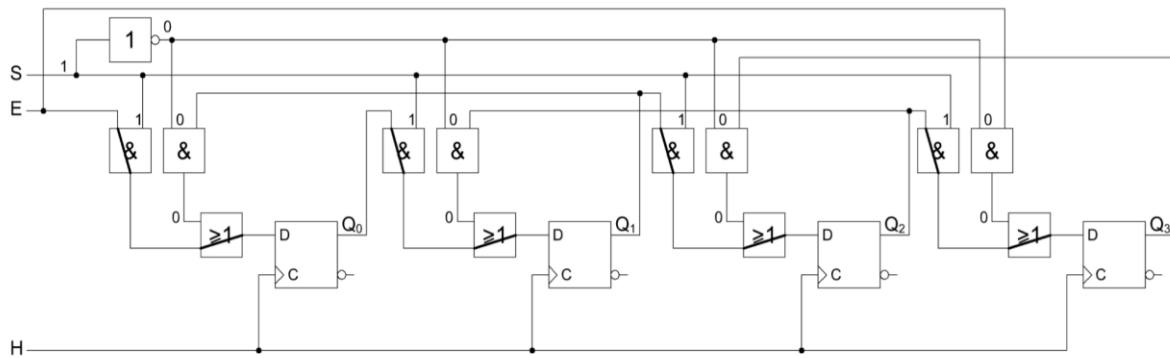 0
1
S 1
E
1 0 1 0 1 0 1 0
& & & & & & & &
0 0 0 0
≥1 ≥1 ≥1 ≥1
D Q0 D Q1 D Q2 D Q3
C C C C
H